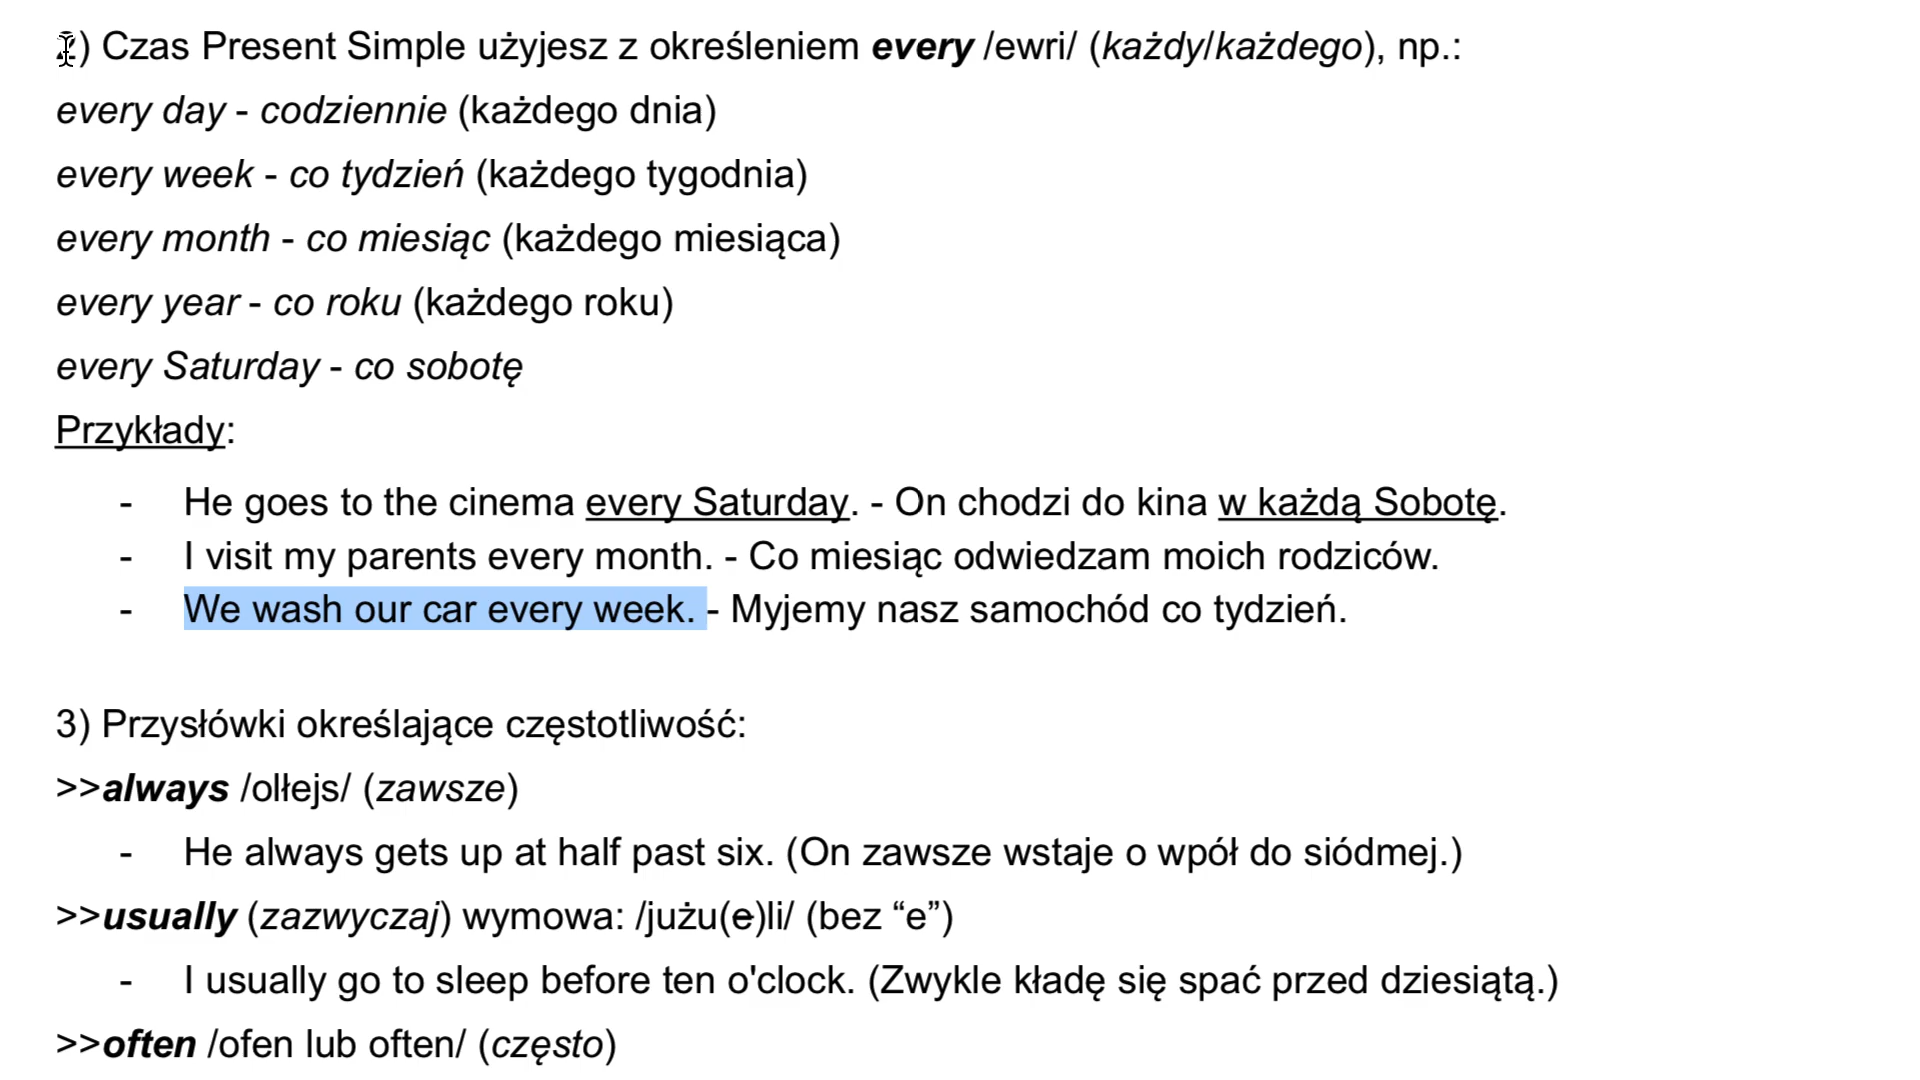 2) Czas Present Simple użyjesz z określeniem every /ewri/ (każdy/każdego), np.:
every day - codziennie (każdego dnia)
every week - co tydzień (każdego tygodnia)
every month - co miesiąc (każdego miesiąca)
every year - co roku (każdego roku)
every Saturday - co sobotę
Przykłady:
- He goes to the cinema every Saturday. - On chodzi do kina w każdą Sobotę.
- I visit my parents every month. - Co miesiąc odwiedzam moich rodziców.
- We wash our car every week. - Myjemy nasz samochód co tydzień.
3) Przysłówki określające częstotliwość:
>>always /olłejs/ (zawsze)
- He always gets up at half past six. (On zawsze wstaje o wpół do siódmej.)
>>usually (zazwyczaj) wymowa: /jużu(e)li/ (bez “e”)
- I usually go to sleep before ten o'clock. (Zwykle kładę się spać przed dziesiątą.)
>>often /ofen lub often/ (często)